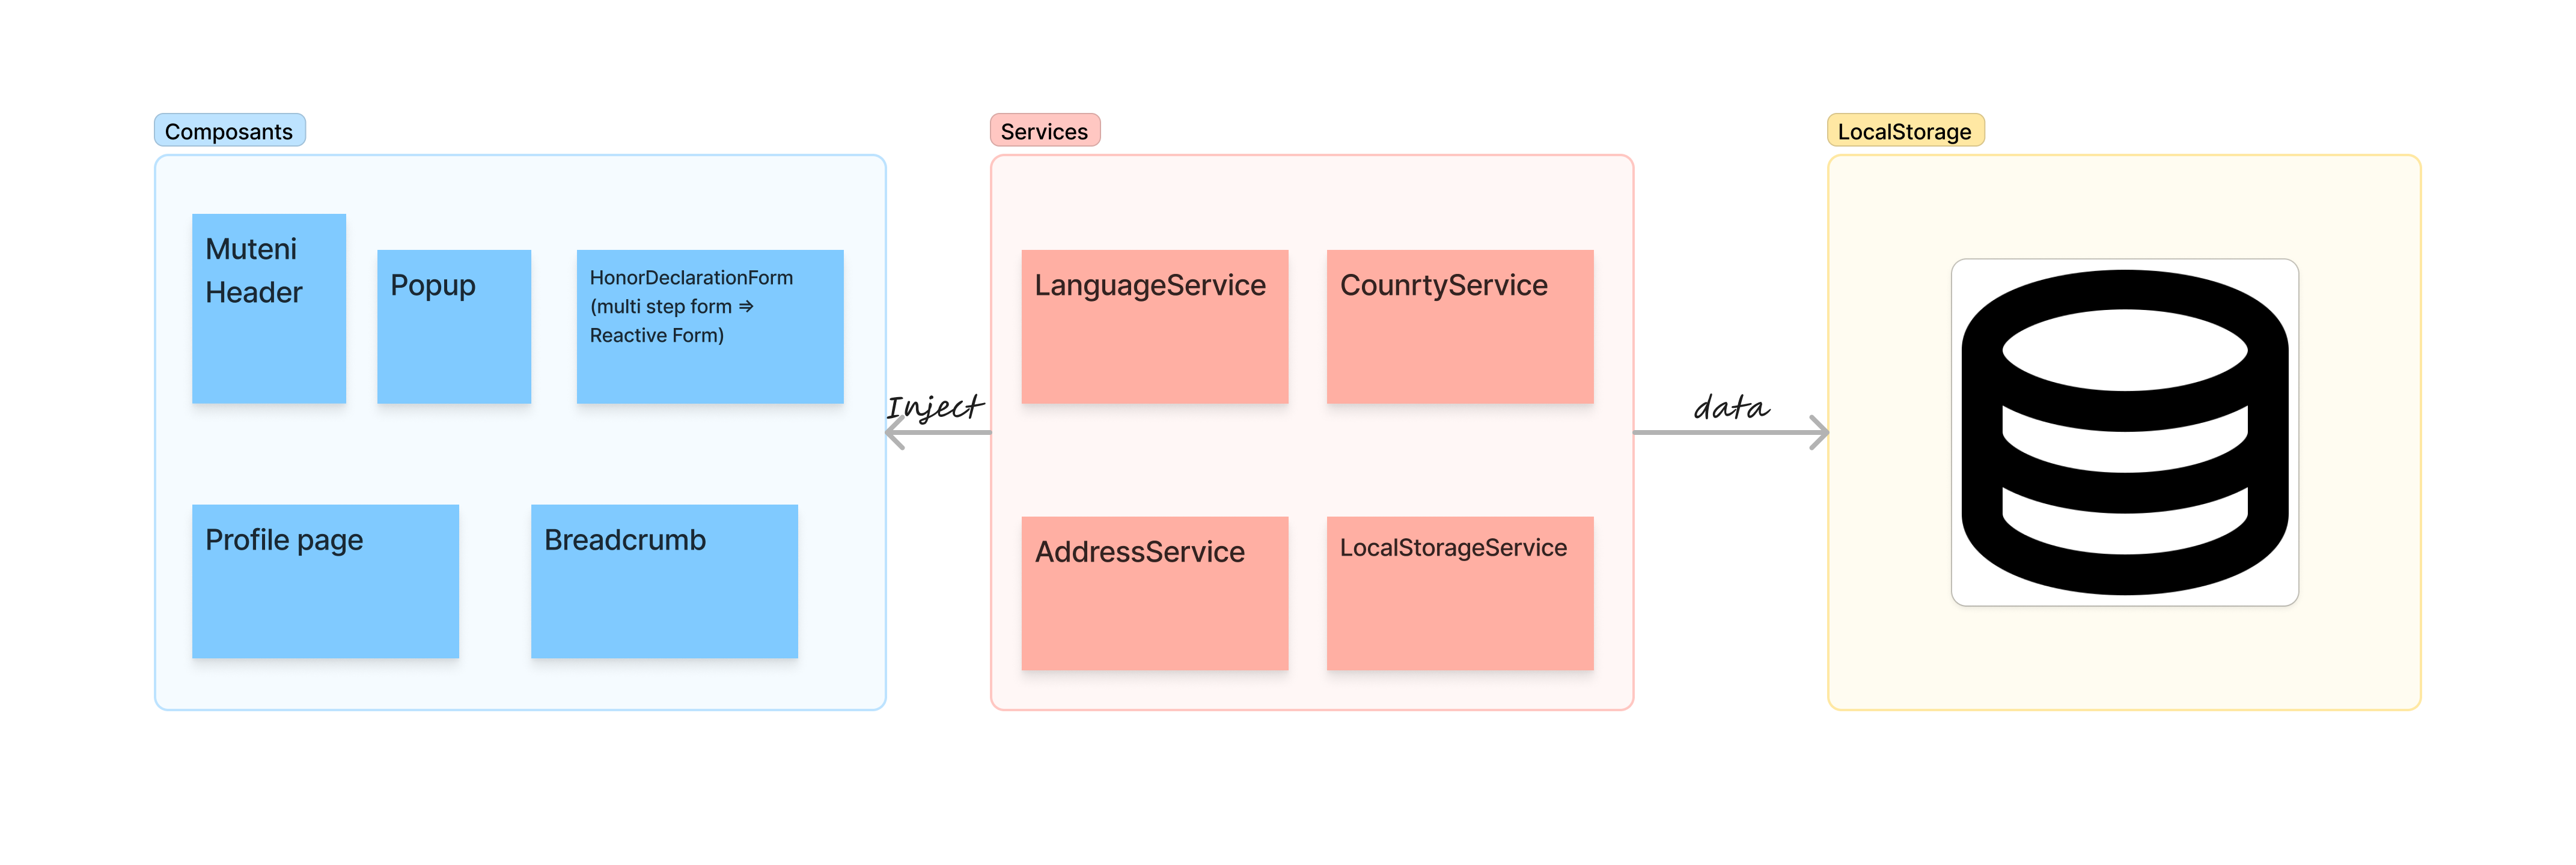 Composants
Muteni
Header
Popup
HonorDeclarationForm
(multi step form →
Reactive Form)
Profile page
Breadcrumb
Inject
Services
LanguageService
CounrtyService
AddressService
LocalStorageService
data
LocalStorage